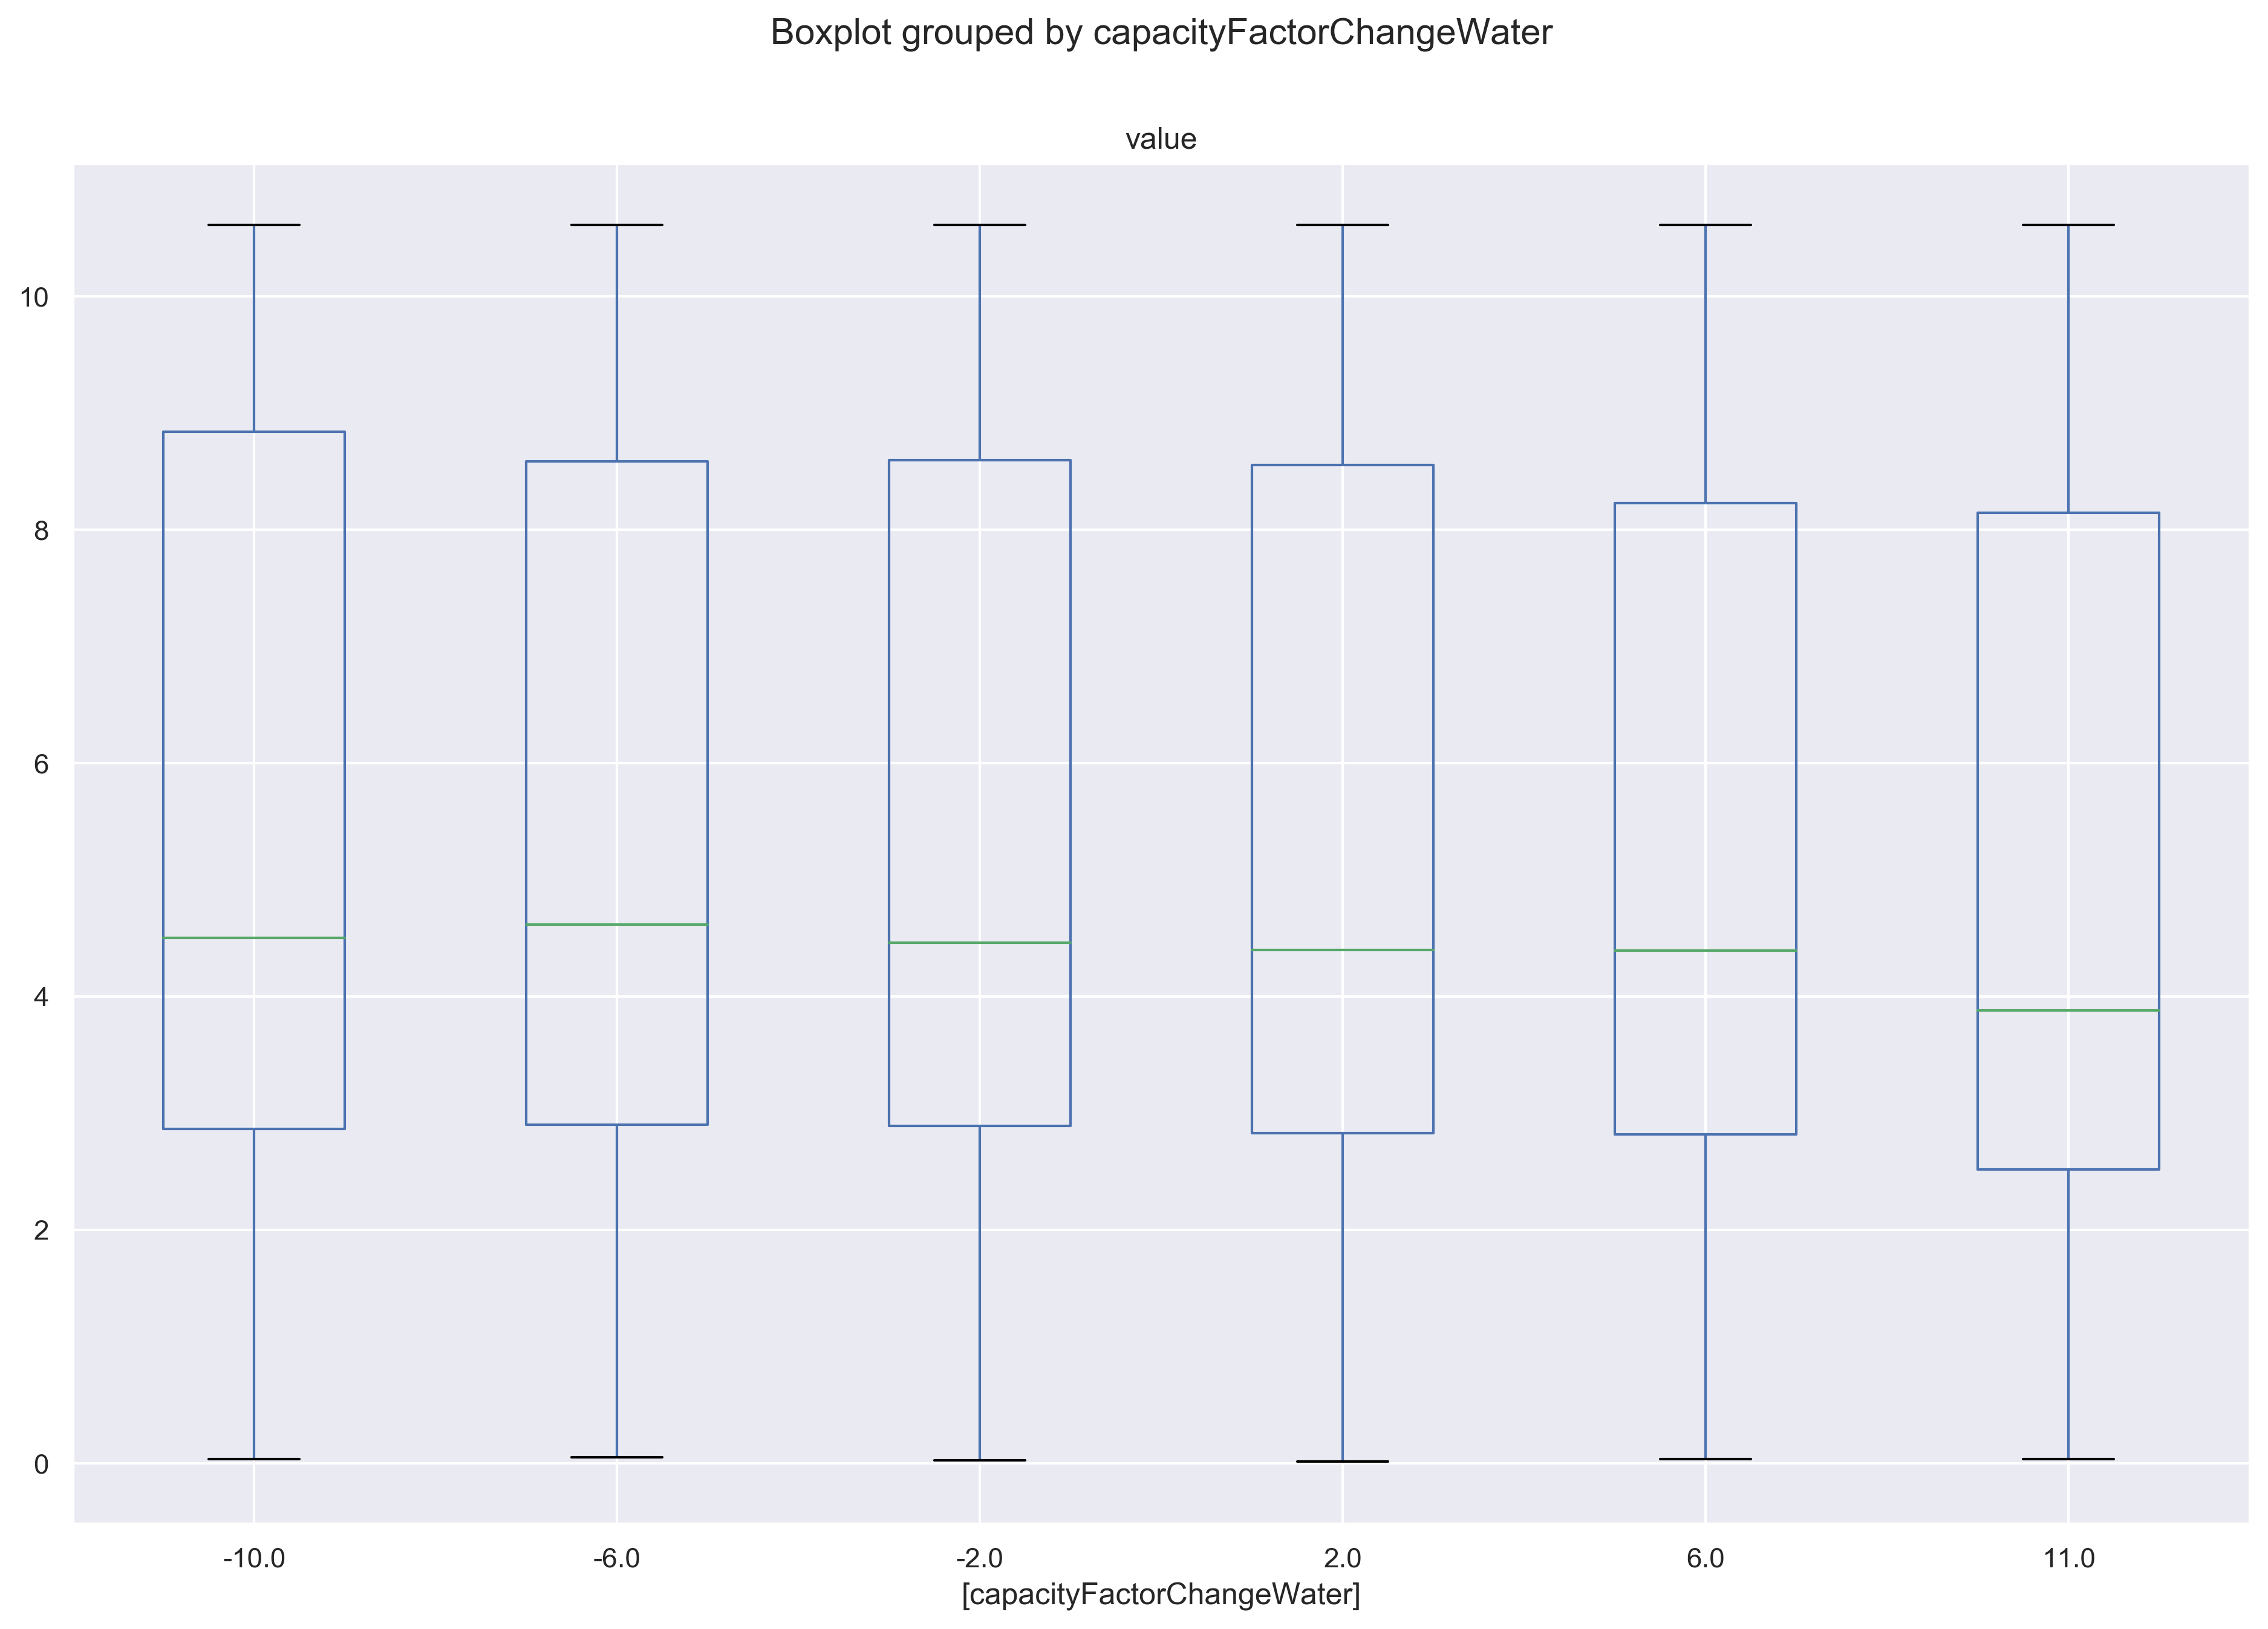 Boxplot grouped by capacityFactorChangeWater
value
10
8
6
4
2
0
-10.0 -6.0 -2.0 2.0 6.0 11.0
[capacityFactorChangeWater]